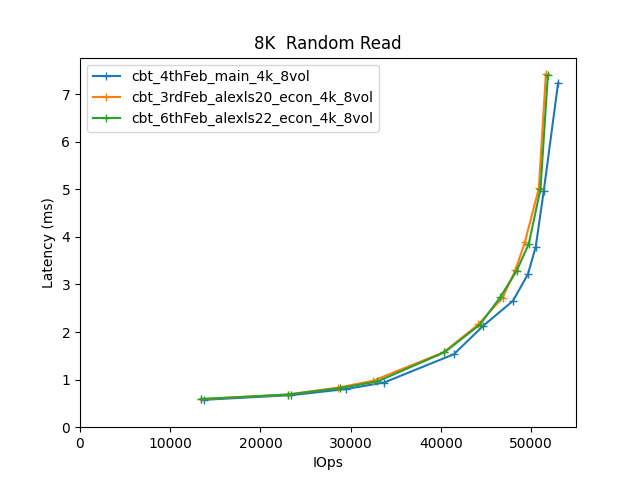 8K  Random Read
cbt_4thFeb_main_4k_8vol
cbt_3rdFeb_alexls20_econ_4k_8vol
cbt_6thFeb_alexls22_econ_4k_8vol
Latency (ms)
7
6
5
4
3
2
1
0
0 10000 20000 30000 40000 50000
IOps